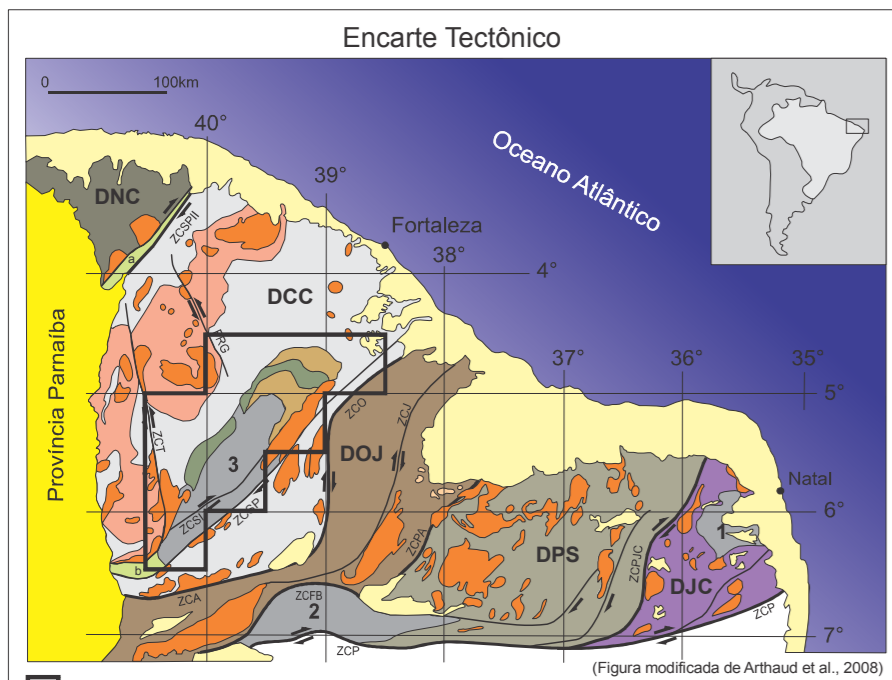 Encarte Tectônico
0 100km
40°
39°
Oceano Atlântico
DNC
ZCSPII
Fortaleza
a
38°
4°
DCC
FRG
37°
36°
35°
5°
Província Parnaíba
ZCT
ZCO
ZCJ
3
DOJ
Natal
ZCSP
6°
1
ZCPA
DPS
ZCPJC
DJC
b
ZCA
ZCFB
2
ZCP
ZCP
7°
(Figura modificada de Arthaud et al., 2008)